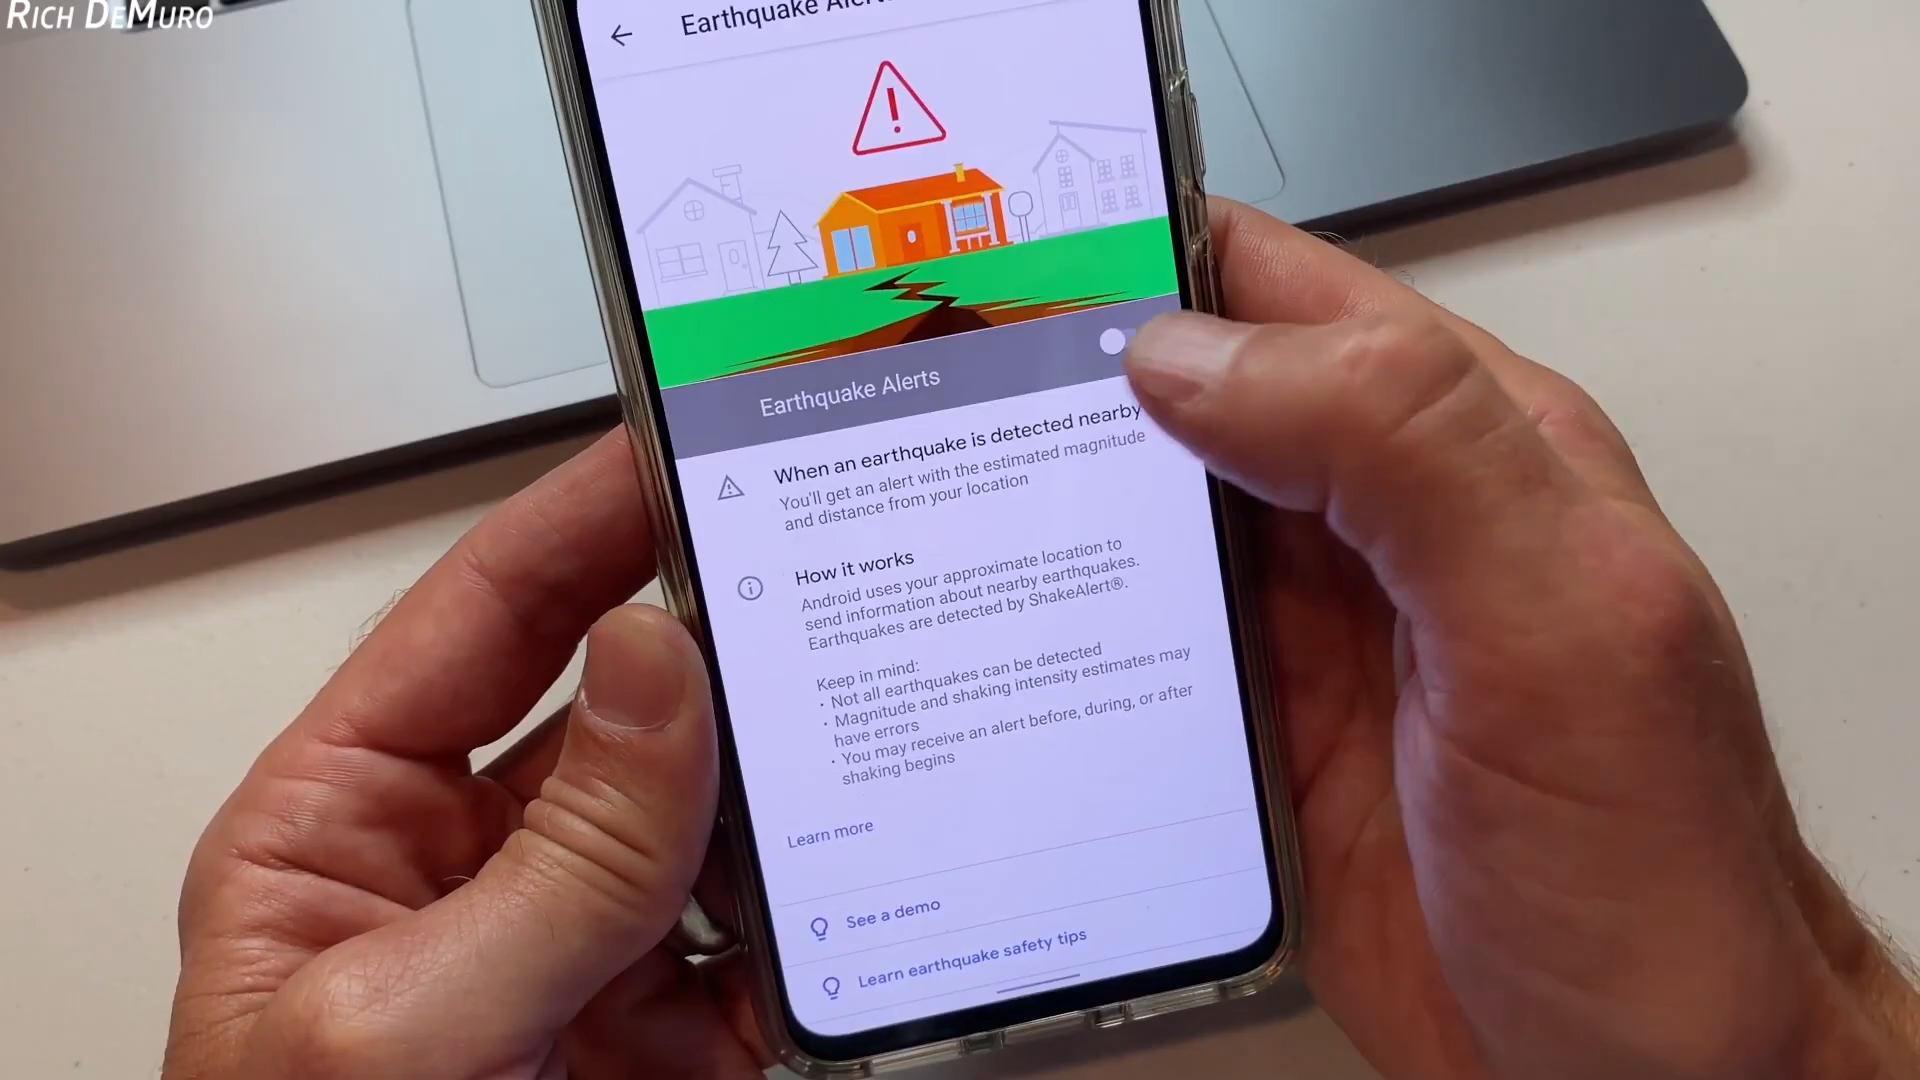 RICH DEMURO
Earthquake Alerts
Earthquake Alerts
When an earthquake is detected nearby
You'll get an alert with the estimated magnitude
and distance from your location
How it works
Android uses your approximate location to
send information about nearby earthquakes.
Earthquakes are detected by ShakeAlert®.
Keep in mind:
· Not all earthquakes can be detected
· Magnitude and shaking intensity estimates may
have errors
· You may receive an alert before, during, or after
shaking begins
Learn more
See a demo
Learn earthquake safety tips